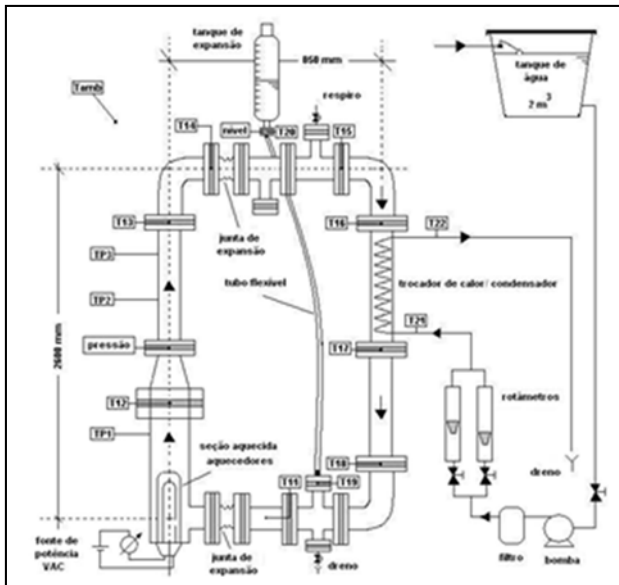 tanque de
expansão
850 mm
Tamb
respiro
tanque de
água
2 m³
T14
nível
T20
T15
T13
junta de
expansão
T16
T22
TP3
TP2
tubo flexível
trocador de calor/ condensador
T21
pressão
T17
2600 mm
T12
rotâmetros
TP1
seção aquecida
aquecedores
T18
T11
T19
dreno
fonte de
potência
VAC
junta de
expansão
dreno
filtro
bomba